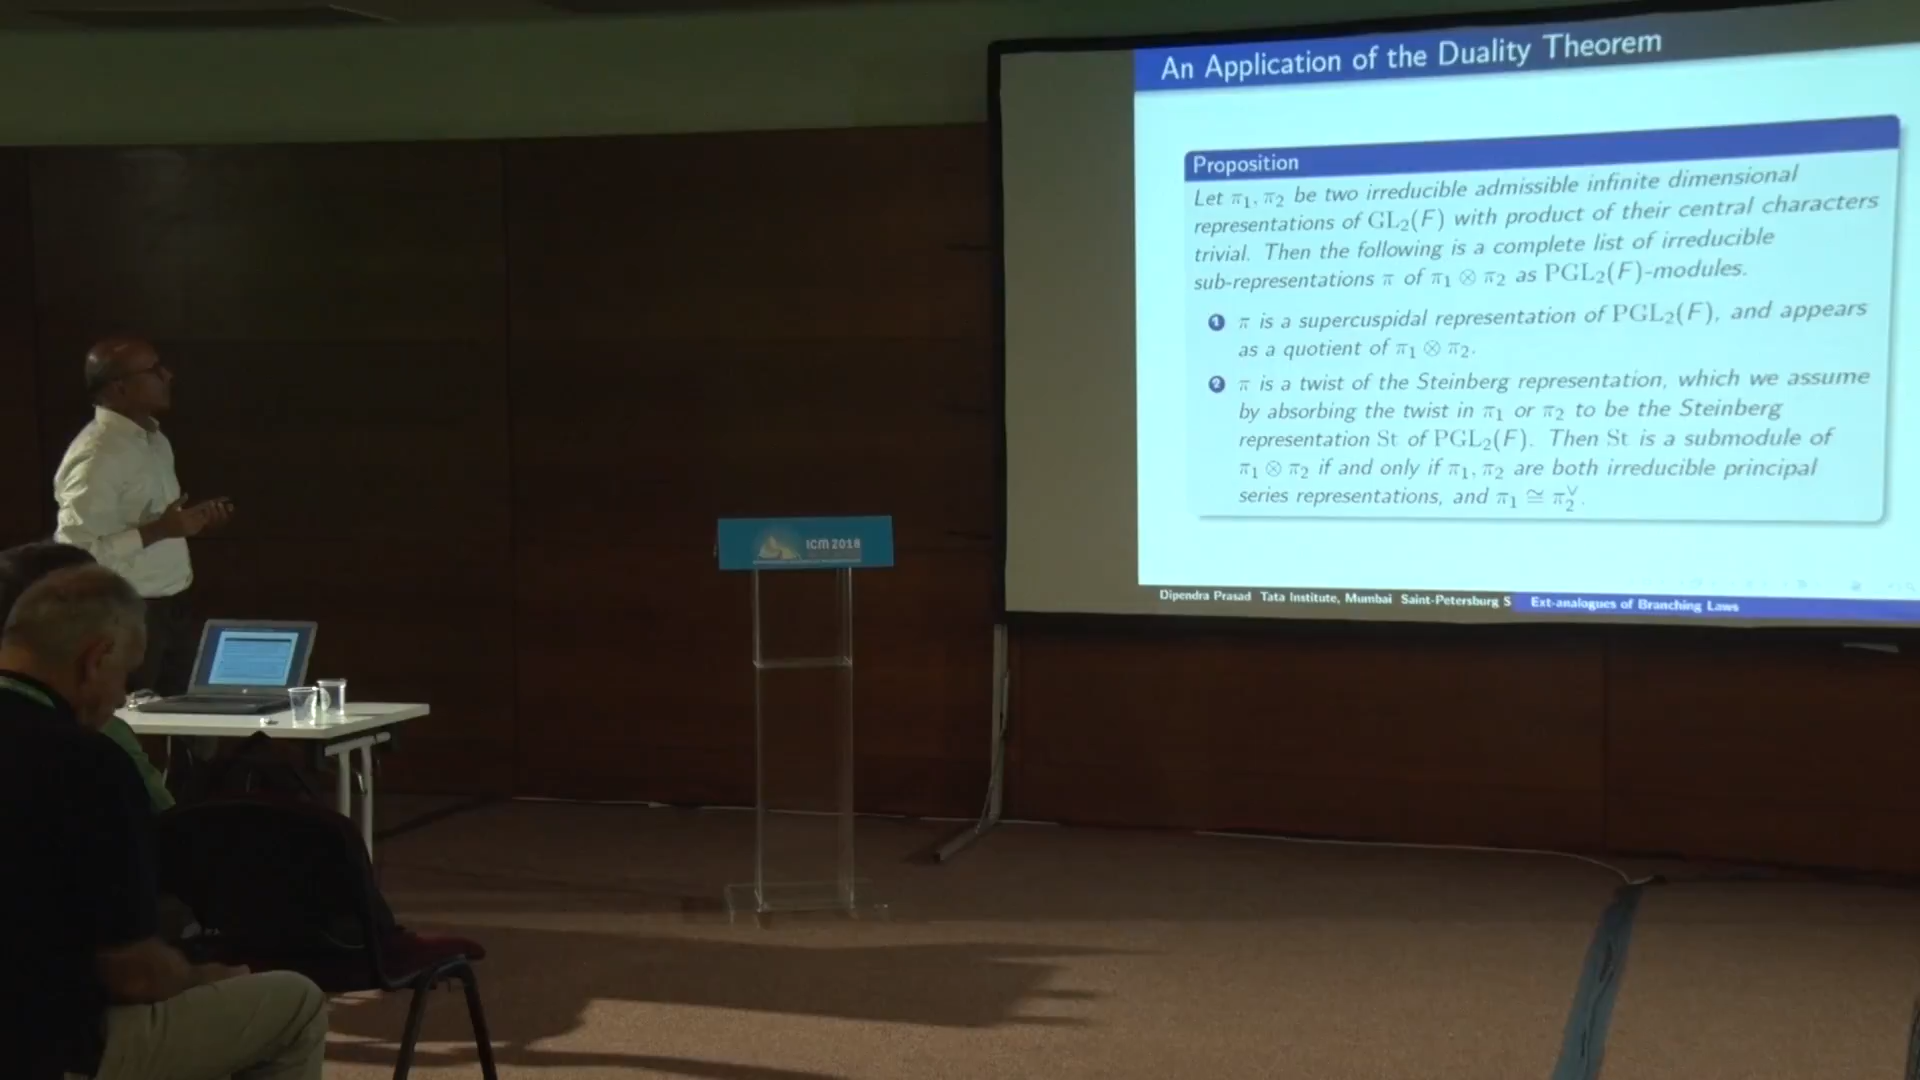 An Application of the Duality Theorem
Proposition
Let π₁, π₂ be two irreducible admissible infinite dimensional
representations of GL₂(F) with product of their central characters
trivial. Then the following is a complete list of irreducible
sub-representations π of π₁ ⊗ π₂ as PGL₂(F)-modules.
1 π is a supercuspidal representation of PGL₂(F), and appears
as a quotient of π₁ ⊗ π₂.
2 π is a twist of the Steinberg representation, which we assume
by absorbing the twist in π₁ or π₂ to be the Steinberg
representation St of PGL₂(F). Then St is a submodule of
π₁ ⊗ π₂ if and only if π₁, π₂ are both irreducible principal
series representations, and π₁ ≅ π₂^∨.
Dipendra Prasad Tata Institute, Mumbai Saint-Petersburg S Ext-analogues of Branching Laws
ICM 2018